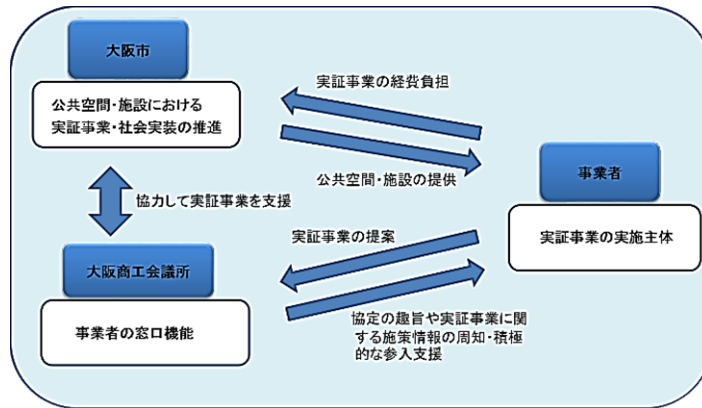 大阪市
公共空間・施設における
実証事業・社会実装の推進
実証事業の経費負担
公共空間・施設の提供
事業者
実証事業の実施主体
協力して実証事業を支援
実証事業の提案
大阪商工会議所
事業者の窓口機能
協定の趣旨や実証事業に関
する施策情報の周知・積極
的な参入支援